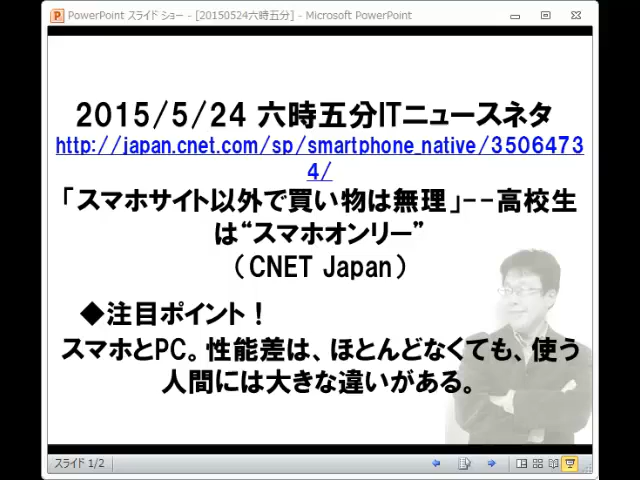 PowerPoint スライド ショー - [20150524六時五分] - Microsoft PowerPoint
2015/5/24 六時五分ITニュースネタ
http://japan.cnet.com/sp/smartphone_native/3506473
4/
「スマホサイト以外で買い物は無理」--高校生
は“スマホオンリー”
（CNET Japan）
◆注目ポイント！
スマホとPC。性能差は、ほとんどなくても、使う
人間には大きな違いがある。
スライド 1/2